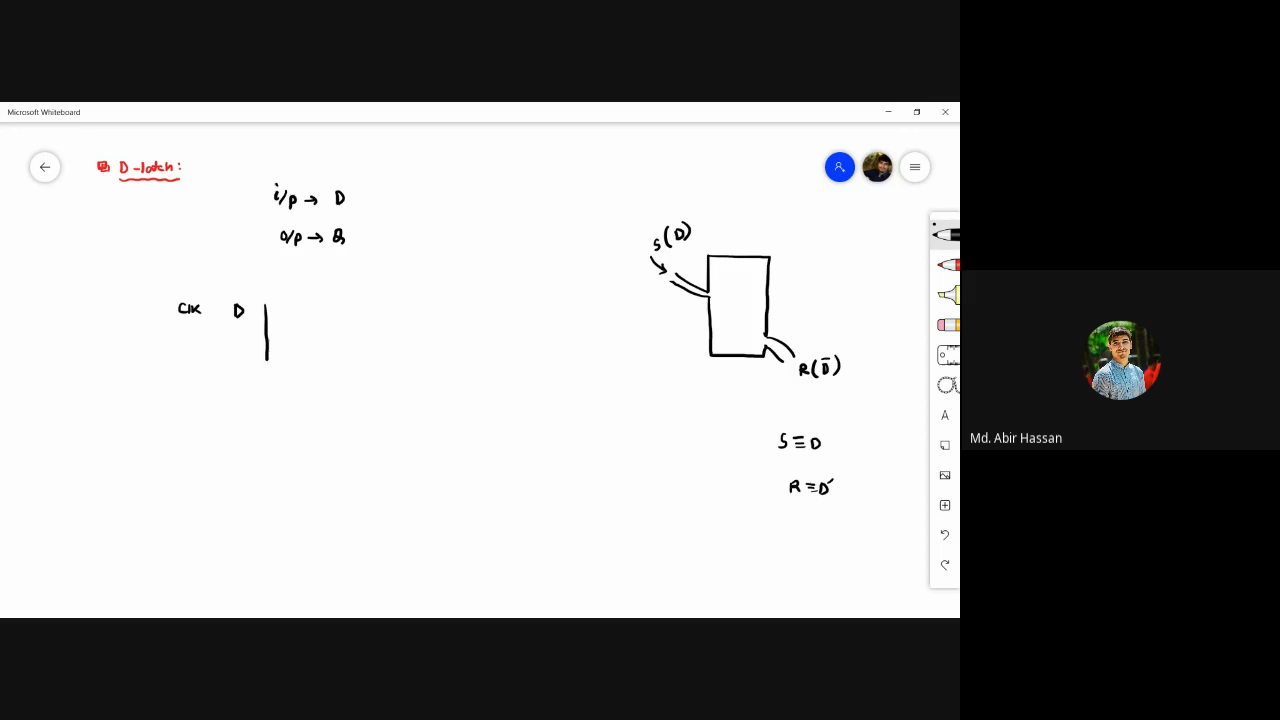 Microsoft Whiteboard
D-latch:
i/p → D
o/p → Q
S(D)
Clk D
R(D̅)
S ≡ D
R ≡ D'
A
Md. Abir Hassan